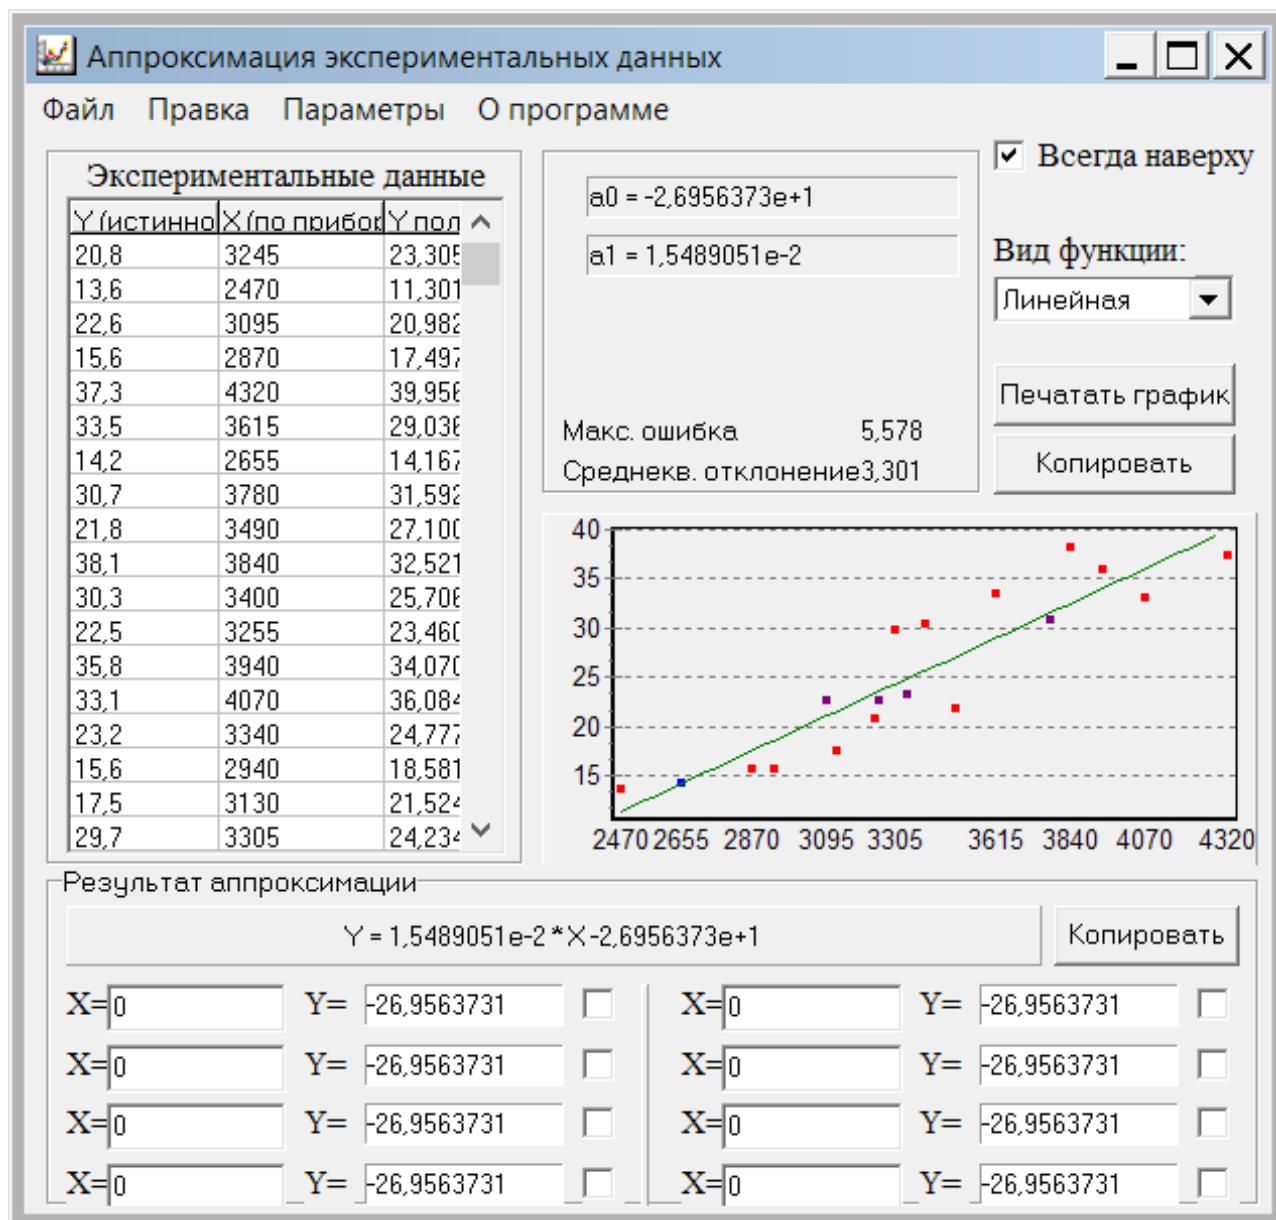 Аппроксимация экспериментальных данных
Файл Правка Параметры О программе
Экспериментальные данные
Y (истинно X (по прибор Y пол
20,8 3245 23,305
13,6 2470 11,301
22,6 3095 20,982
15,6 2870 17,497
37,3 4320 39,956
33,5 3615 29,036
14,2 2655 14,167
30,7 3780 31,592
21,8 3490 27,100
38,1 3840 32,521
30,3 3400 25,706
22,5 3255 23,460
35,8 3940 34,070
33,1 4070 36,084
23,2 3340 24,777
15,6 2940 18,581
17,5 3130 21,524
29,7 3305 24,234
a0 = -2,6956373e+1
a1 = 1,5489051e-2
Макс. ошибка 5,578
Среднекв. отклонение 3,301
Всегда наверху
Вид функции:
Линейная
Печатать график
Копировать
40
35
30
25
20
15
2470 2655 2870 3095 3305 3615 3840 4070 4320
Результат аппроксимации
Y = 1,5489051e-2 * X -2,6956373e+1
Копировать
X= 0 Y= -26,9563731 X= 0 Y= -26,9563731
X= 0 Y= -26,9563731 X= 0 Y= -26,9563731
X= 0 Y= -26,9563731 X= 0 Y= -26,9563731
X= 0 Y= -26,9563731 X= 0 Y= -26,9563731